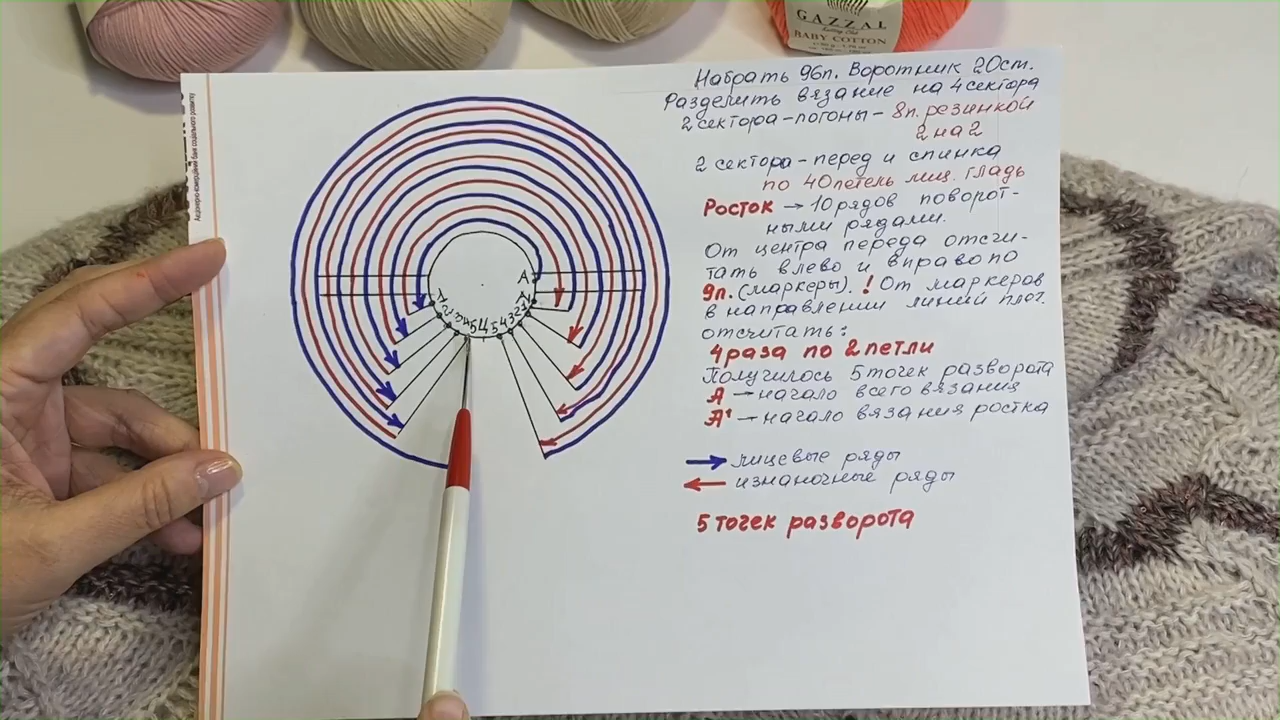 GAZZAL
BABY COTTON
Набрать 96п. Воротник 20см.
Разделить вязание на 4 сектора
2 сектора-погоны-8п. резинкой
2 на 2
2 сектора-перед и спинка
по 40 петель лиц. гладь
Росток → 10 рядов поворот-
ными рядами.
От центра переда отсчи-
тать влево и вправо по
9п. (маркеры). ! От маркеров
в направлении линий плог.
отсчитать:
4 раза по 2 петли
Получилось 5 точек разворота
А — начало всего вязания
А¹ — начало вязания ростка
→ лицевые ряды
← изнаночные ряды
5 точек разворота
А